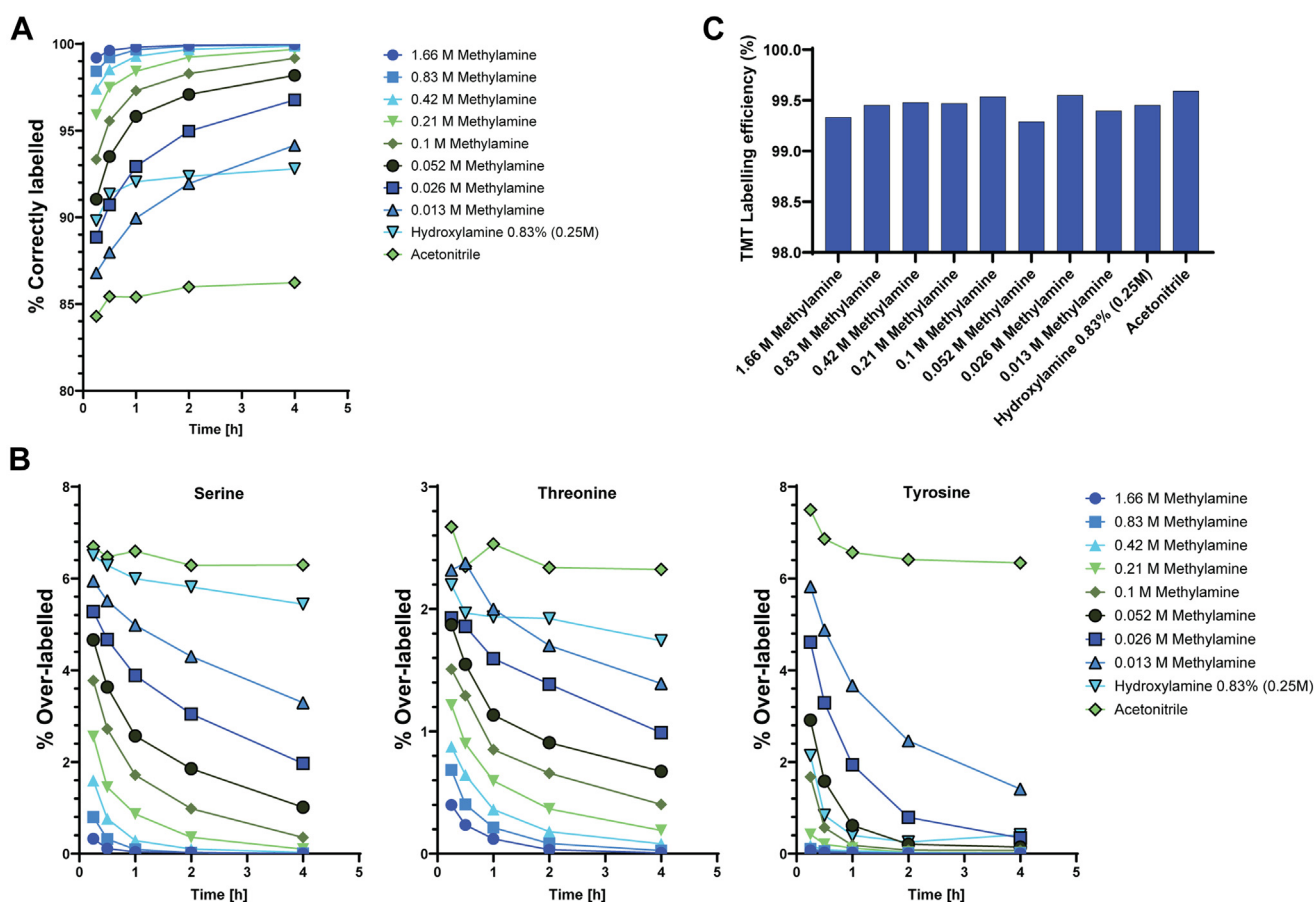 A
% Correctly labelled
100
95
90
85
80
0
1
2
3
4
5
Time [h]
1.66 M Methylamine
0.83 M Methylamine
0.42 M Methylamine
0.21 M Methylamine
0.1 M Methylamine
0.052 M Methylamine
0.026 M Methylamine
0.013 M Methylamine
Hydroxylamine 0.83% (0.25M)
Acetonitrile
C
TMT Labelling efficiency (%)
100.0
99.5
99.0
98.5
98.0
1.66 M Methylamine
0.83 M Methylamine
0.42 M Methylamine
0.21 M Methylamine
0.1 M Methylamine
0.052 M Methylamine
0.026 M Methylamine
0.013 M Methylamine
Hydroxylamine 0.83% (0.25M)
Acetonitrile
B
Serine
% Over-labelled
8
6
4
2
0
0
1
2
3
4
5
Time [h]
Threonine
% Over-labelled
3
2
1
0
0
1
2
3
4
5
Time [h]
Tyrosine
% Over-labelled
8
6
4
2
0
0
1
2
3
4
5
Time [h]
1.66 M Methylamine
0.83 M Methylamine
0.42 M Methylamine
0.21 M Methylamine
0.1 M Methylamine
0.052 M Methylamine
0.026 M Methylamine
0.013 M Methylamine
Hydroxylamine 0.83% (0.25M)
Acetonitrile